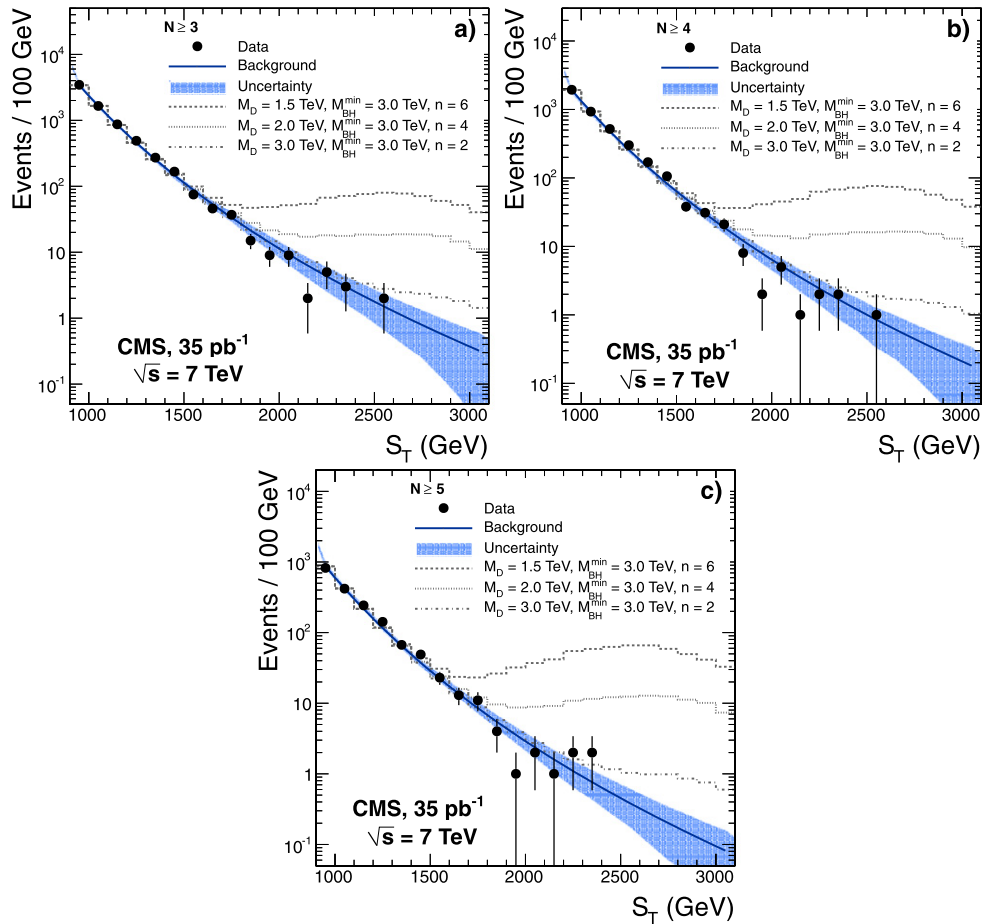 a)
N ≥ 3
Data
Background
Uncertainty
M_D = 1.5 TeV, M_BH^min = 3.0 TeV, n = 6
M_D = 2.0 TeV, M_BH^min = 3.0 TeV, n = 4
M_D = 3.0 TeV, M_BH^min = 3.0 TeV, n = 2
Events / 100 GeV
10^4
10^3
10^2
10
1
10^-1
CMS, 35 pb^-1
√s = 7 TeV
1000 1500 2000 2500 3000
S_T (GeV)
b)
N ≥ 4
Data
Background
Uncertainty
M_D = 1.5 TeV, M_BH^min = 3.0 TeV, n = 6
M_D = 2.0 TeV, M_BH^min = 3.0 TeV, n = 4
M_D = 3.0 TeV, M_BH^min = 3.0 TeV, n = 2
Events / 100 GeV
10^4
10^3
10^2
10
1
10^-1
CMS, 35 pb^-1
√s = 7 TeV
1000 1500 2000 2500 3000
S_T (GeV)
c)
N ≥ 5
Data
Background
Uncertainty
M_D = 1.5 TeV, M_BH^min = 3.0 TeV, n = 6
M_D = 2.0 TeV, M_BH^min = 3.0 TeV, n = 4
M_D = 3.0 TeV, M_BH^min = 3.0 TeV, n = 2
Events / 100 GeV
10^4
10^3
10^2
10
1
10^-1
CMS, 35 pb^-1
√s = 7 TeV
1000 1500 2000 2500 3000
S_T (GeV)